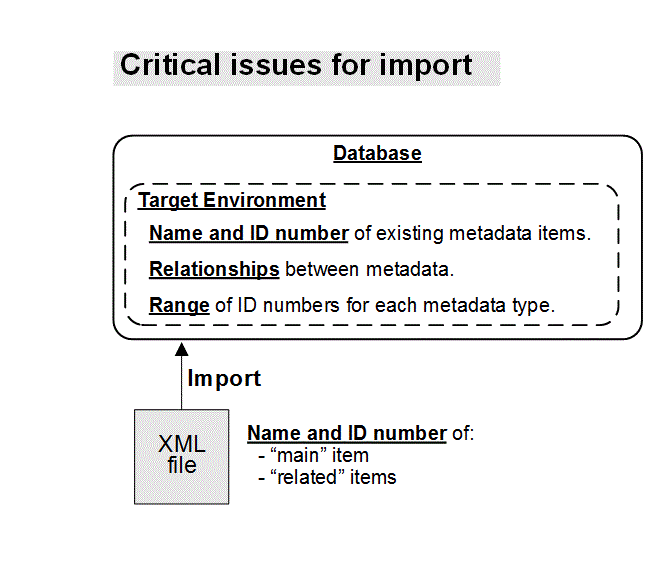 Critical issues for import
Database
Target Environment
Name and ID number of existing metadata items.
Relationships between metadata.
Range of ID numbers for each metadata type.
Import
XML
file
Name and ID number of:
- “main” item
- “related” items